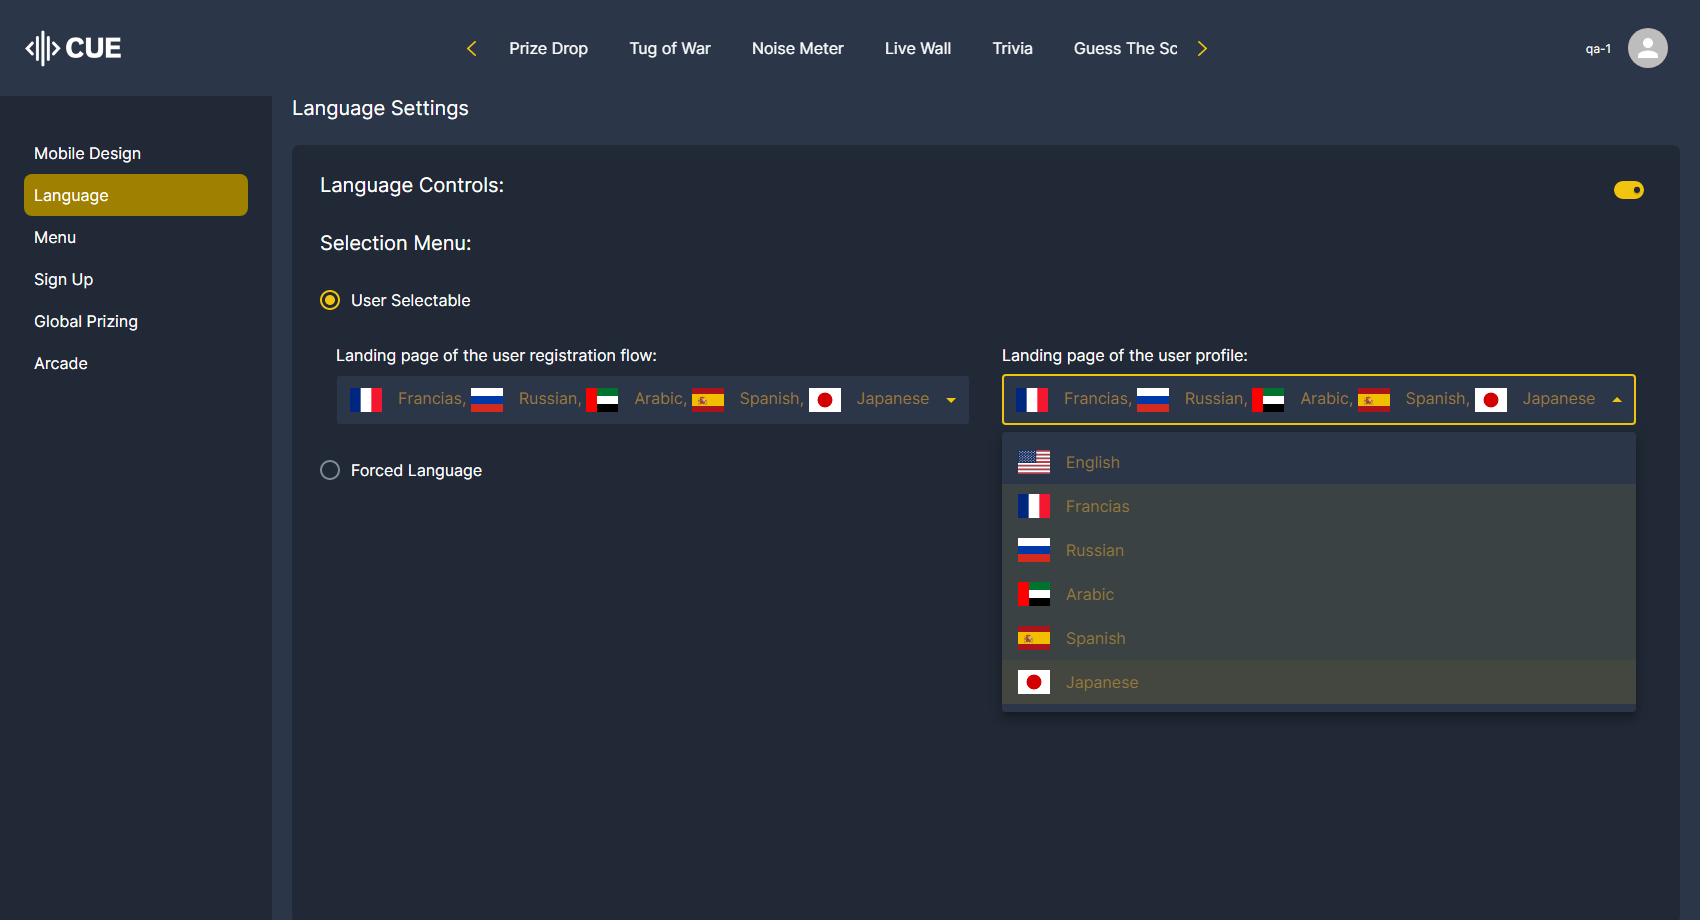 CUE
Prize Drop
Tug of War
Noise Meter
Live Wall
Trivia
Guess The Sc
qa-1
Mobile Design
Language
Menu
Sign Up
Global Prizing
Arcade
Language Settings
Language Controls:
Selection Menu:
User Selectable
Landing page of the user registration flow:
Francias, Russian, Arabic, Spanish, Japanese
Forced Language
Landing page of the user profile:
Francias, Russian, Arabic, Spanish, Japanese
English
Francias
Russian
Arabic
Spanish
Japanese